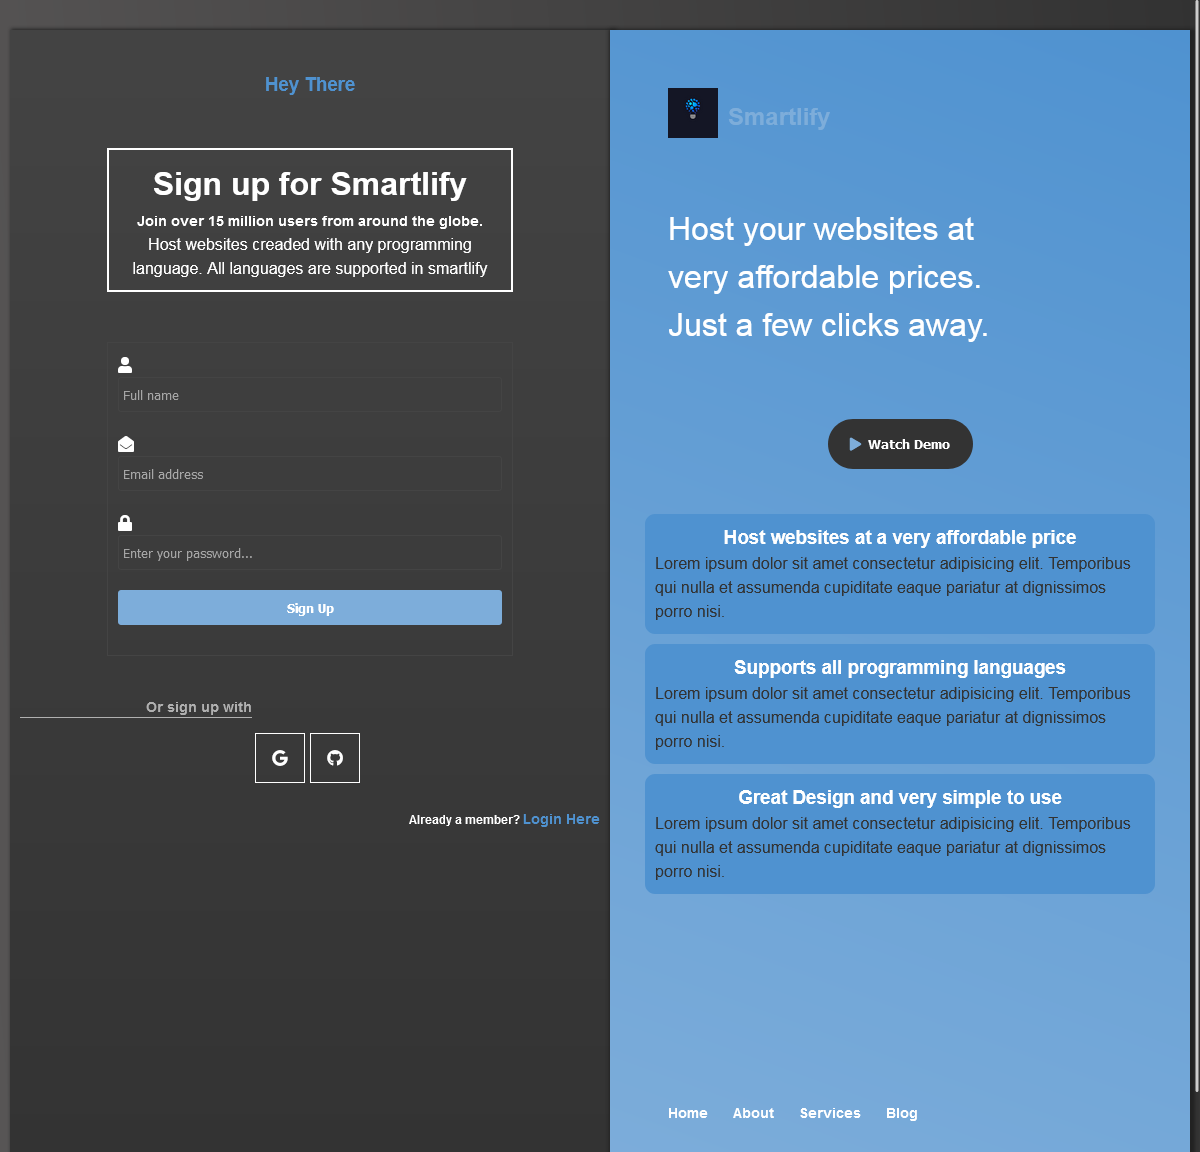 Hey There
Sign up for Smartlify
Join over 15 million users from around the globe.
Host websites creaded with any programming
language. All languages are supported in smartlify
Full name
Email address
Enter your password...
Sign Up
Or sign up with
Already a member? Login Here
Smartlify
Host your websites at
very affordable prices.
Just a few clicks away.
Watch Demo
Host websites at a very affordable price
Lorem ipsum dolor sit amet consectetur adipisicing elit. Temporibus
qui nulla et assumenda cupiditate eaque pariatur at dignissimos
porro nisi.
Supports all programming languages
Lorem ipsum dolor sit amet consectetur adipisicing elit. Temporibus
qui nulla et assumenda cupiditate eaque pariatur at dignissimos
porro nisi.
Great Design and very simple to use
Lorem ipsum dolor sit amet consectetur adipisicing elit. Temporibus
qui nulla et assumenda cupiditate eaque pariatur at dignissimos
porro nisi.
Home About Services Blog